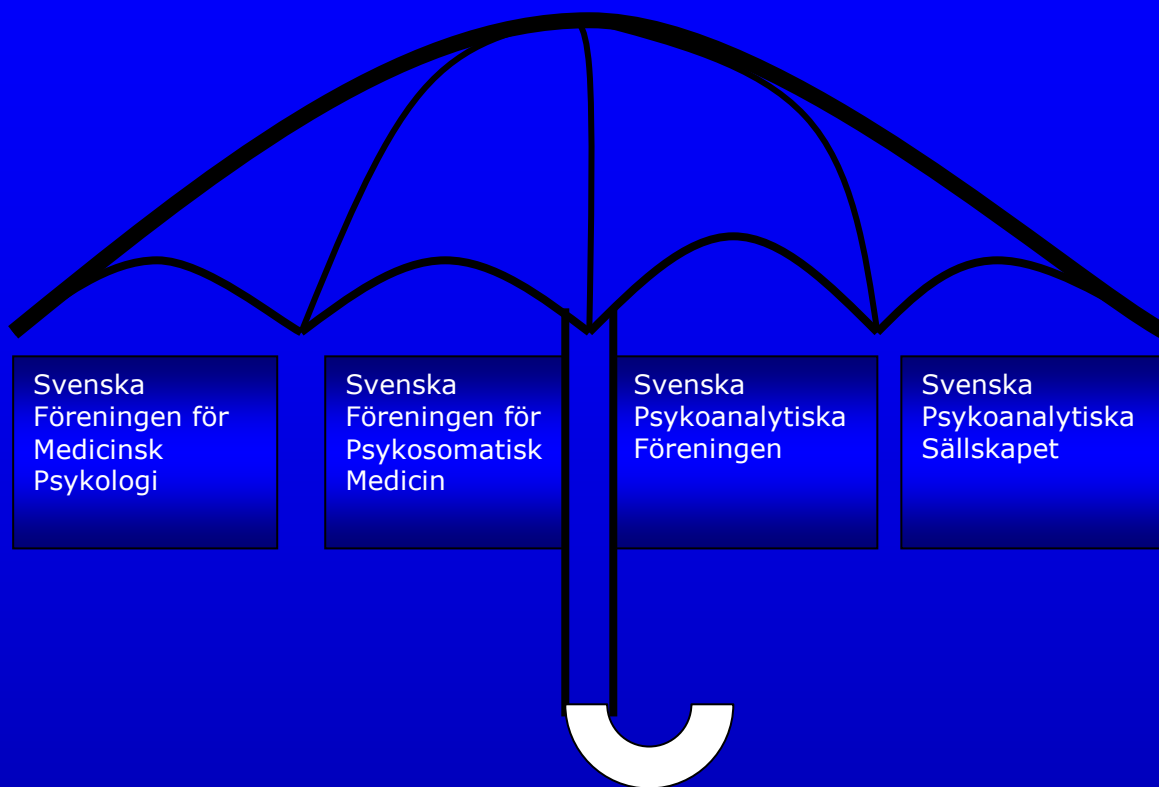 Svenska
Föreningen för
Medicinsk
Psykologi
Svenska
Föreningen för
Psykosomatisk
Medicin
Svenska
Psykoanalytiska
Föreningen
Svenska
Psykoanalytiska
Sällskapet